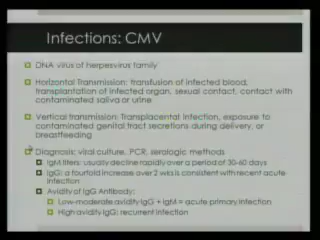 Infections: CMV
DNA virus of Herpesvirus family
Horizontal Transmission: transfusion of infected blood,
transplantation of infected organ, sexual contact, contact with
contaminated saliva or urine
Vertical transmission: Transplacental infection, exposure to
contaminated genital tract secretions during delivery, or
breastfeeding
Diagnosis: viral culture, PCR, serologic methods
IgM titers: usually decline rapidly over a period of 30-60 days
IgG: a fourfold increase over 2 wks is consistent with recent acute
infection
Avidity of IgG Antibody:
Low-moderate avidity IgG + IgM = acute primary infection
High avidity IgG: recurrent infection